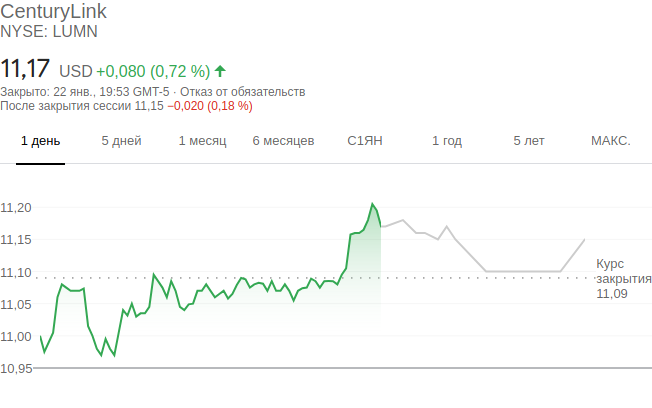 CenturyLink
NYSE: LUMN
11,17 USD +0,080 (0,72 %)
Закрыто: 22 янв., 19:53 GMT-5 · Отказ от обязательств
После закрытия сессии 11,15 −0,020 (0,18 %)
1 день 5 дней 1 месяц 6 месяцев С1ЯН 1 год 5 лет МАКС.
11,20
11,15
11,10
11,05
11,00
10,95
Курс
закрытия
11,09